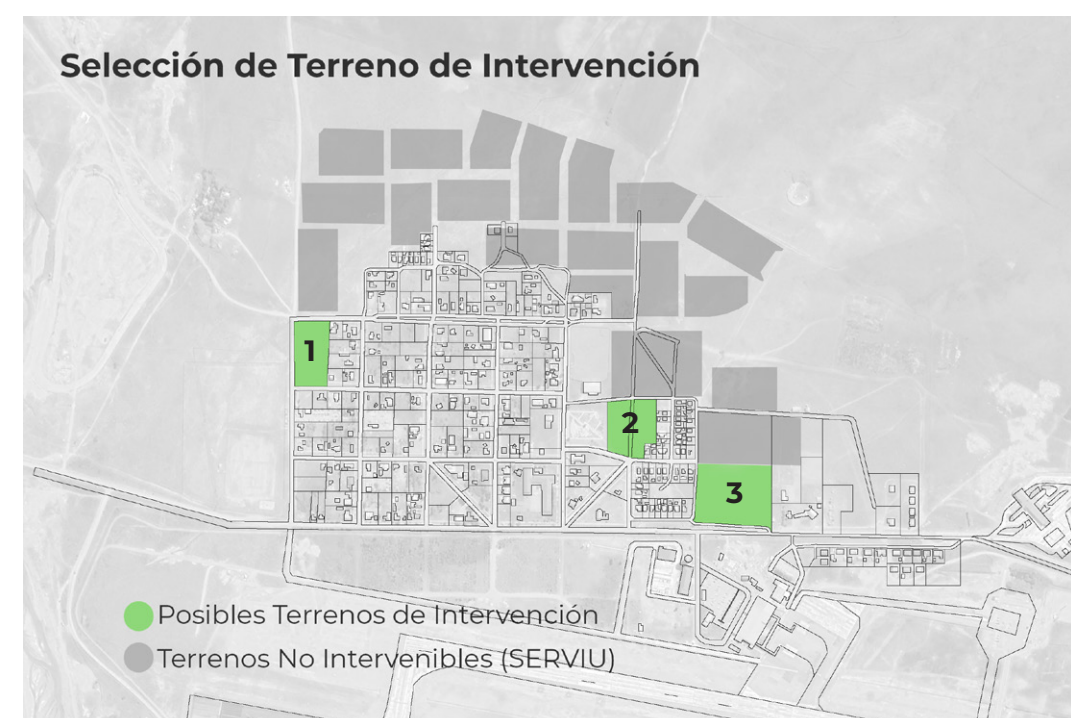 Selección de Terreno de Intervención
1
2
3
Posibles Terrenos de Intervención
Terrenos No Intervenibles (SERVIU)